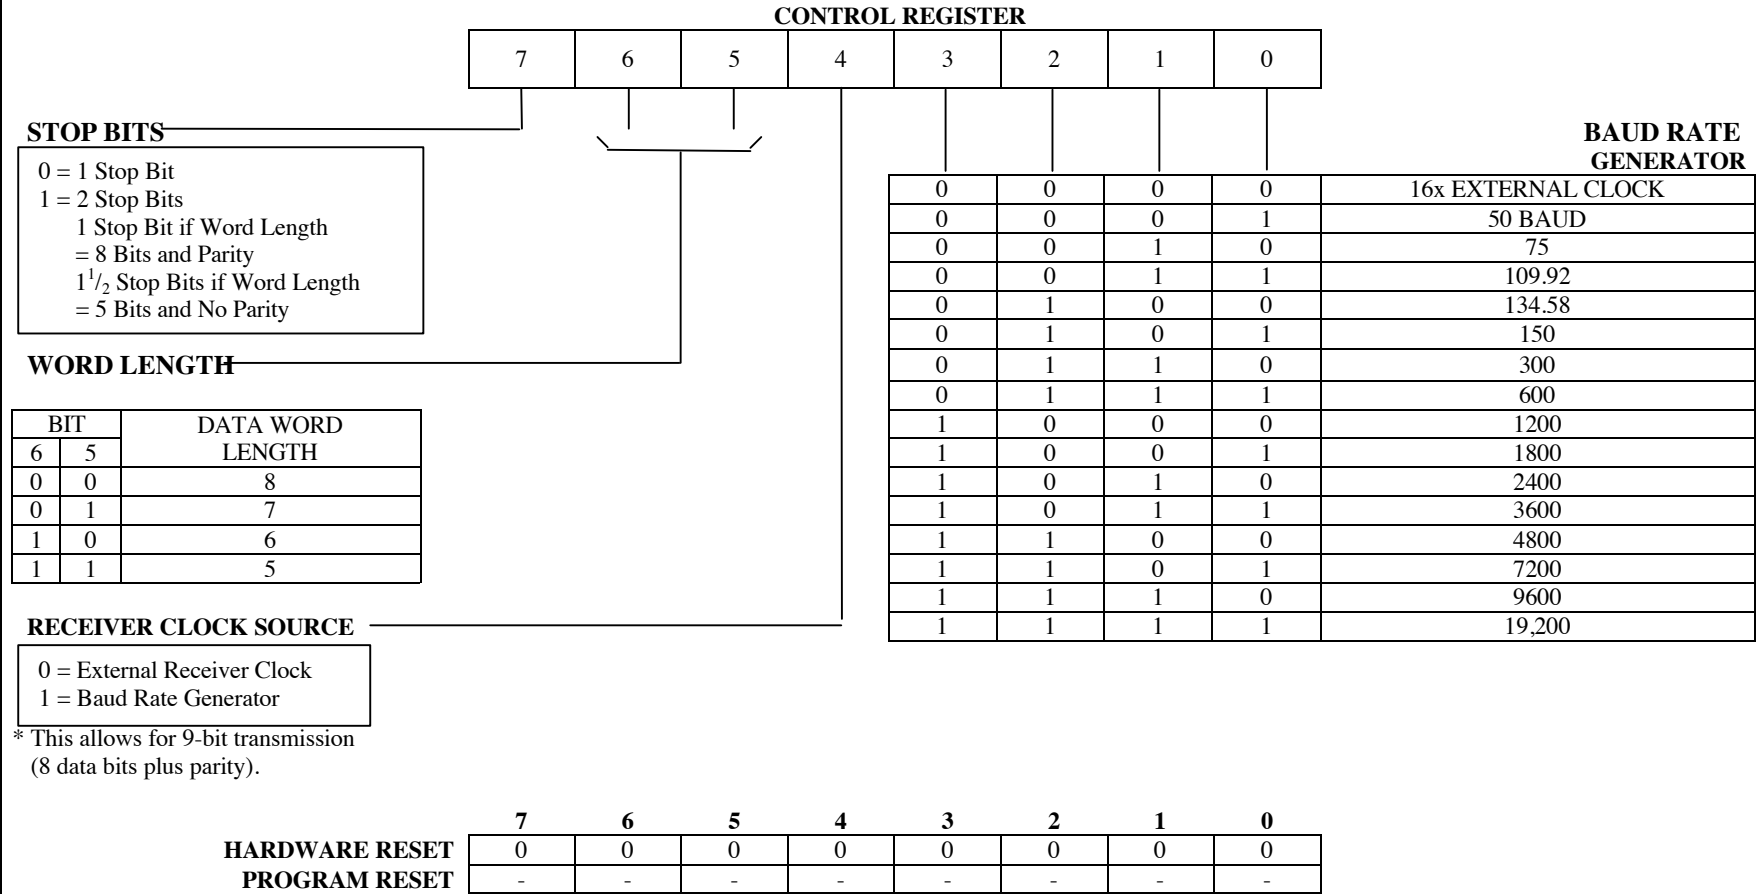 CONTROL REGISTER
7 6 5 4 3 2 1 0
STOP BITS
0 = 1 Stop Bit
1 = 2 Stop Bits
1 Stop Bit if Word Length
= 8 Bits and Parity
1 1/2 Stop Bits if Word Length
= 5 Bits and No Parity
WORD LENGTH
BIT DATA WORD
6 5 LENGTH
0 0 8
0 1 7
1 0 6
1 1 5
RECEIVER CLOCK SOURCE
0 = External Receiver Clock
1 = Baud Rate Generator
* This allows for 9-bit transmission
(8 data bits plus parity).
BAUD RATE
GENERATOR
0 0 0 0 16x EXTERNAL CLOCK
0 0 0 1 50 BAUD
0 0 1 0 75
0 0 1 1 109.92
0 1 0 0 134.58
0 1 0 1 150
0 1 1 0 300
0 1 1 1 600
1 0 0 0 1200
1 0 0 1 1800
1 0 1 0 2400
1 0 1 1 3600
1 1 0 0 4800
1 1 0 1 7200
1 1 1 0 9600
1 1 1 1 19,200
7 6 5 4 3 2 1 0
HARDWARE RESET 0 0 0 0 0 0 0 0
PROGRAM RESET - - - - - - - -